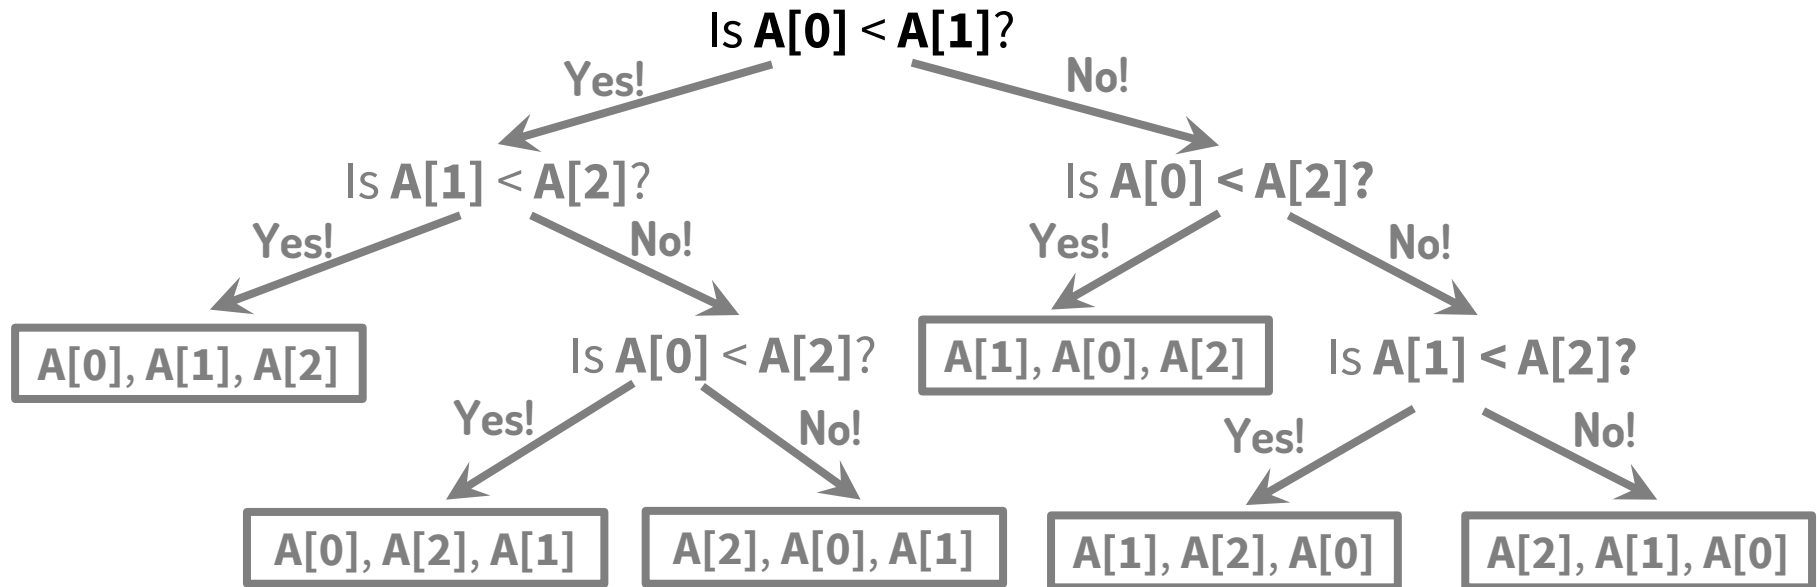 Is A[0] < A[1]?
Yes!
No!
Is A[1] < A[2]?
Is A[0] < A[2]?
Yes!
No!
Yes!
No!
A[0], A[1], A[2]
Is A[0] < A[2]?
A[1], A[0], A[2]
Is A[1] < A[2]?
Yes!
No!
Yes!
No!
A[0], A[2], A[1]
A[2], A[0], A[1]
A[1], A[2], A[0]
A[2], A[1], A[0]